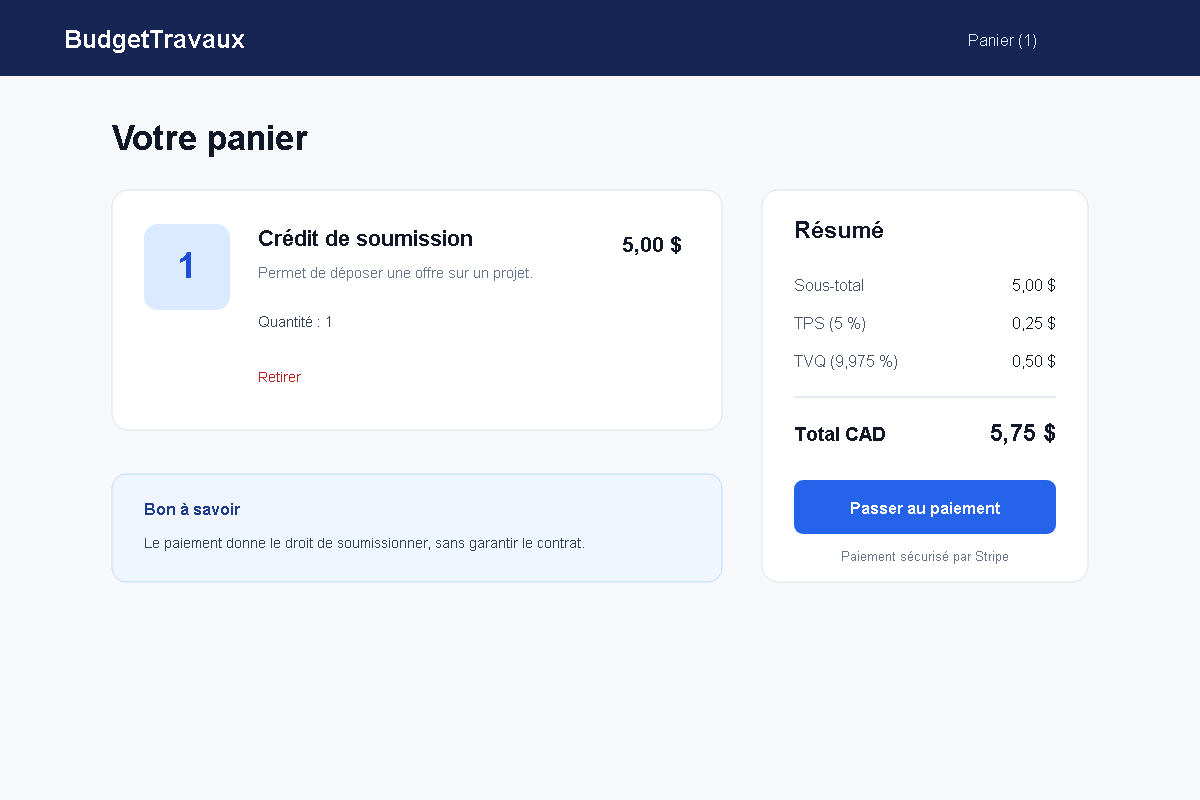 BudgetTravaux
Panier (1)
Votre panier
1
Crédit de soumission
5,00 $
Permet de déposer une offre sur un projet.
Quantité : 1
Retirer
Bon à savoir
Le paiement donne le droit de soumissionner, sans garantir le contrat.
Résumé
Sous-total 5,00 $
TPS (5 %) 0,25 $
TVQ (9,975 %) 0,50 $
Total CAD 5,75 $
Passer au paiement
Paiement sécurisé par Stripe